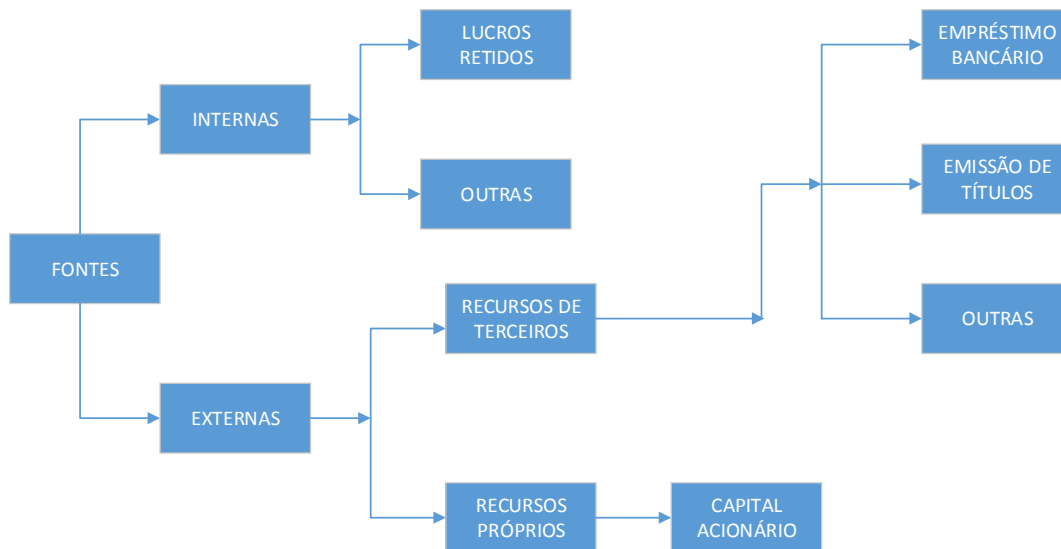 LUCROS
RETIDOS
EMPRÉSTIMO
BANCÁRIO
INTERNAS
OUTRAS
EMISSÃO DE
TÍTULOS
FONTES
RECURSOS DE
TERCEIROS
OUTRAS
EXTERNAS
RECURSOS
PRÓPRIOS
CAPITAL
ACIONÁRIO